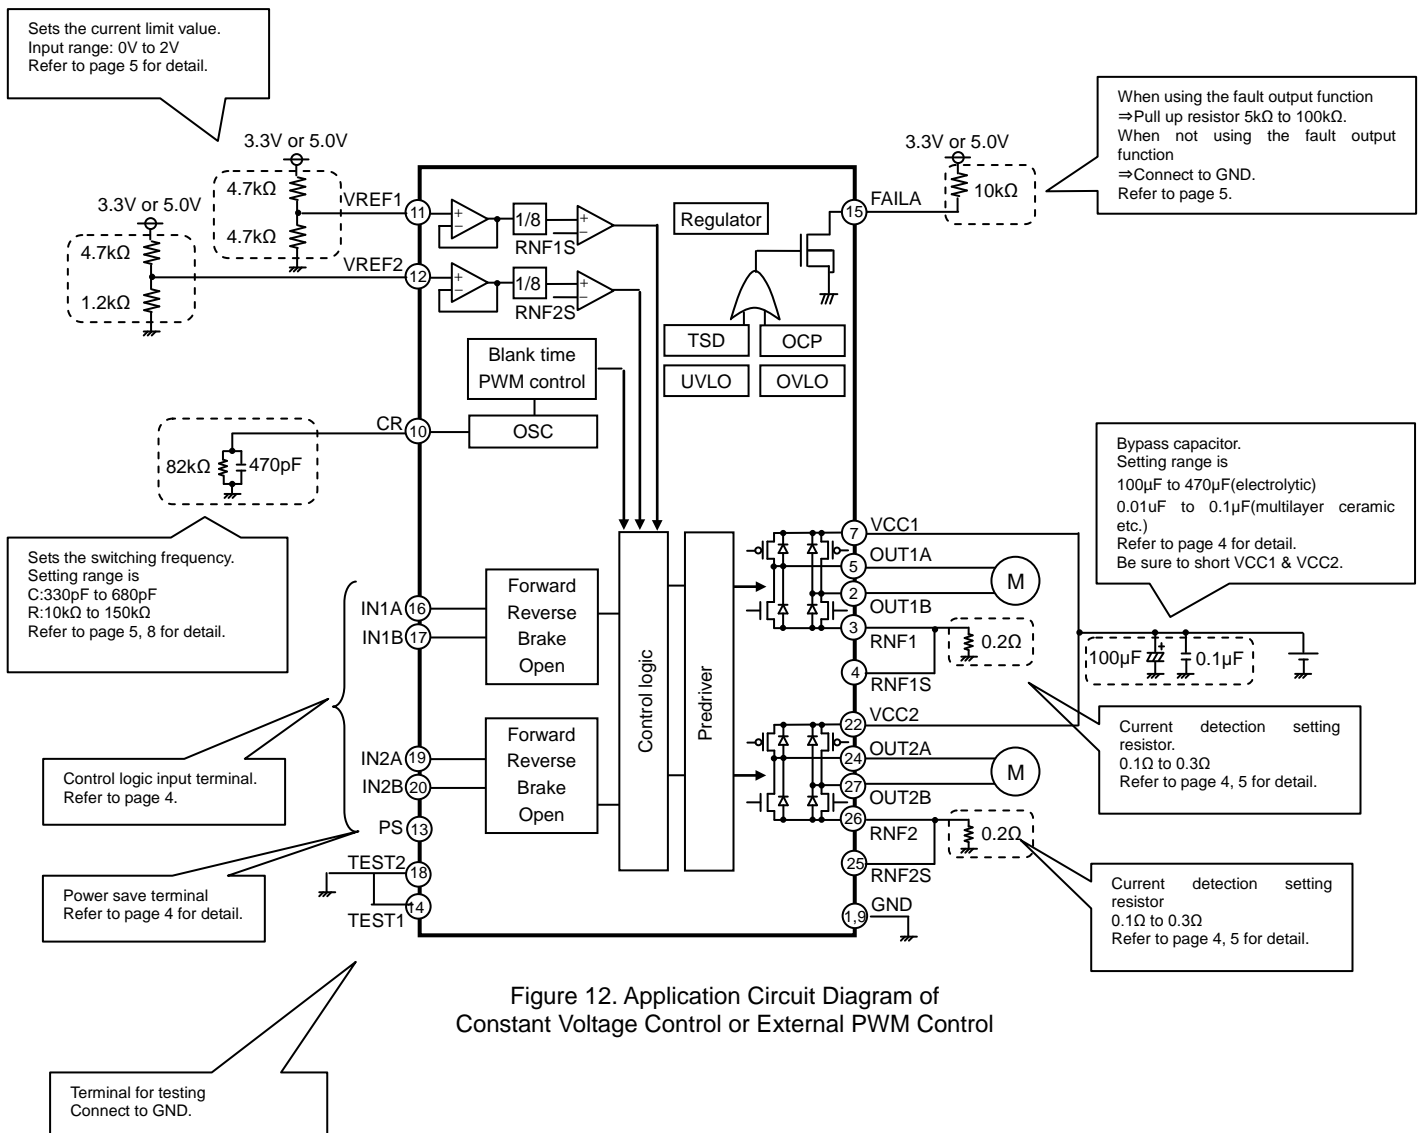 Sets the current limit value.
Input range: 0V to 2V
Refer to page 5 for detail.
When using the fault output function
⇒Pull up resistor 5kΩ to 100kΩ.
When not using the fault output
function
⇒Connect to GND.
Refer to page 5.
3.3V or 5.0V
4.7kΩ
4.7kΩ
VREF1
11
3.3V or 5.0V
4.7kΩ
1.2kΩ
VREF2
12
+
−
1/8
RNF1S
+
−
+
−
1/8
RNF2S
+
−
Regulator
3.3V or 5.0V
10kΩ
FAILA
15
TSD
OCP
UVLO
OVLO
Blank time
PWM control
OSC
CR
10
82kΩ
470pF
Sets the switching frequency.
Setting range is
C:330pF to 680pF
R:10kΩ to 150kΩ
Refer to page 5, 8 for detail.
Bypass capacitor.
Setting range is
100µF to 470µF(electrolytic)
0.01uF to 0.1µF(multilayer ceramic
etc.)
Refer to page 4 for detail.
Be sure to short VCC1 & VCC2.
IN1A
16
IN1B
17
Forward
Reverse
Brake
Open
IN2A
19
IN2B
20
Forward
Reverse
Brake
Open
Control logic
Predriver
7
VCC1
5
OUT1A
M
2
OUT1B
3
RNF1
0.2Ω
4
RNF1S
100µF
+
0.1µF
22
VCC2
24
OUT2A
M
27
OUT2B
26
RNF2
0.2Ω
25
RNF2S
1,9
GND
PS
13
TEST2
18
14
TEST1
Control logic input terminal.
Refer to page 4.
Power save terminal
Refer to page 4 for detail.
Current detection setting
resistor.
0.1Ω to 0.3Ω
Refer to page 4, 5 for detail.
Current detection setting
resistor
0.1Ω to 0.3Ω
Refer to page 4, 5 for detail.
Figure 12. Application Circuit Diagram of
Constant Voltage Control or External PWM Control
Terminal for testing
Connect to GND.